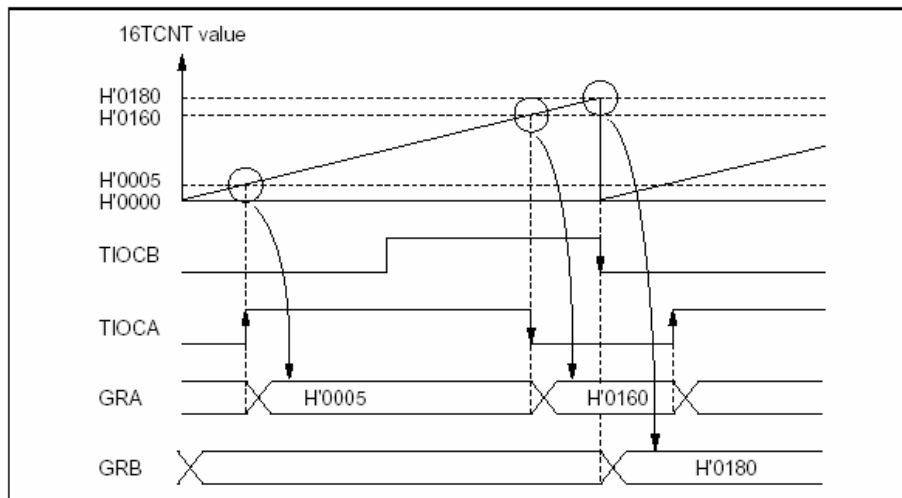 16TCNT value
H'0180
H'0160
H'0005
H'0000
TIOCB
TIOCA
GRA
H'0005
H'0160
GRB
H'0180